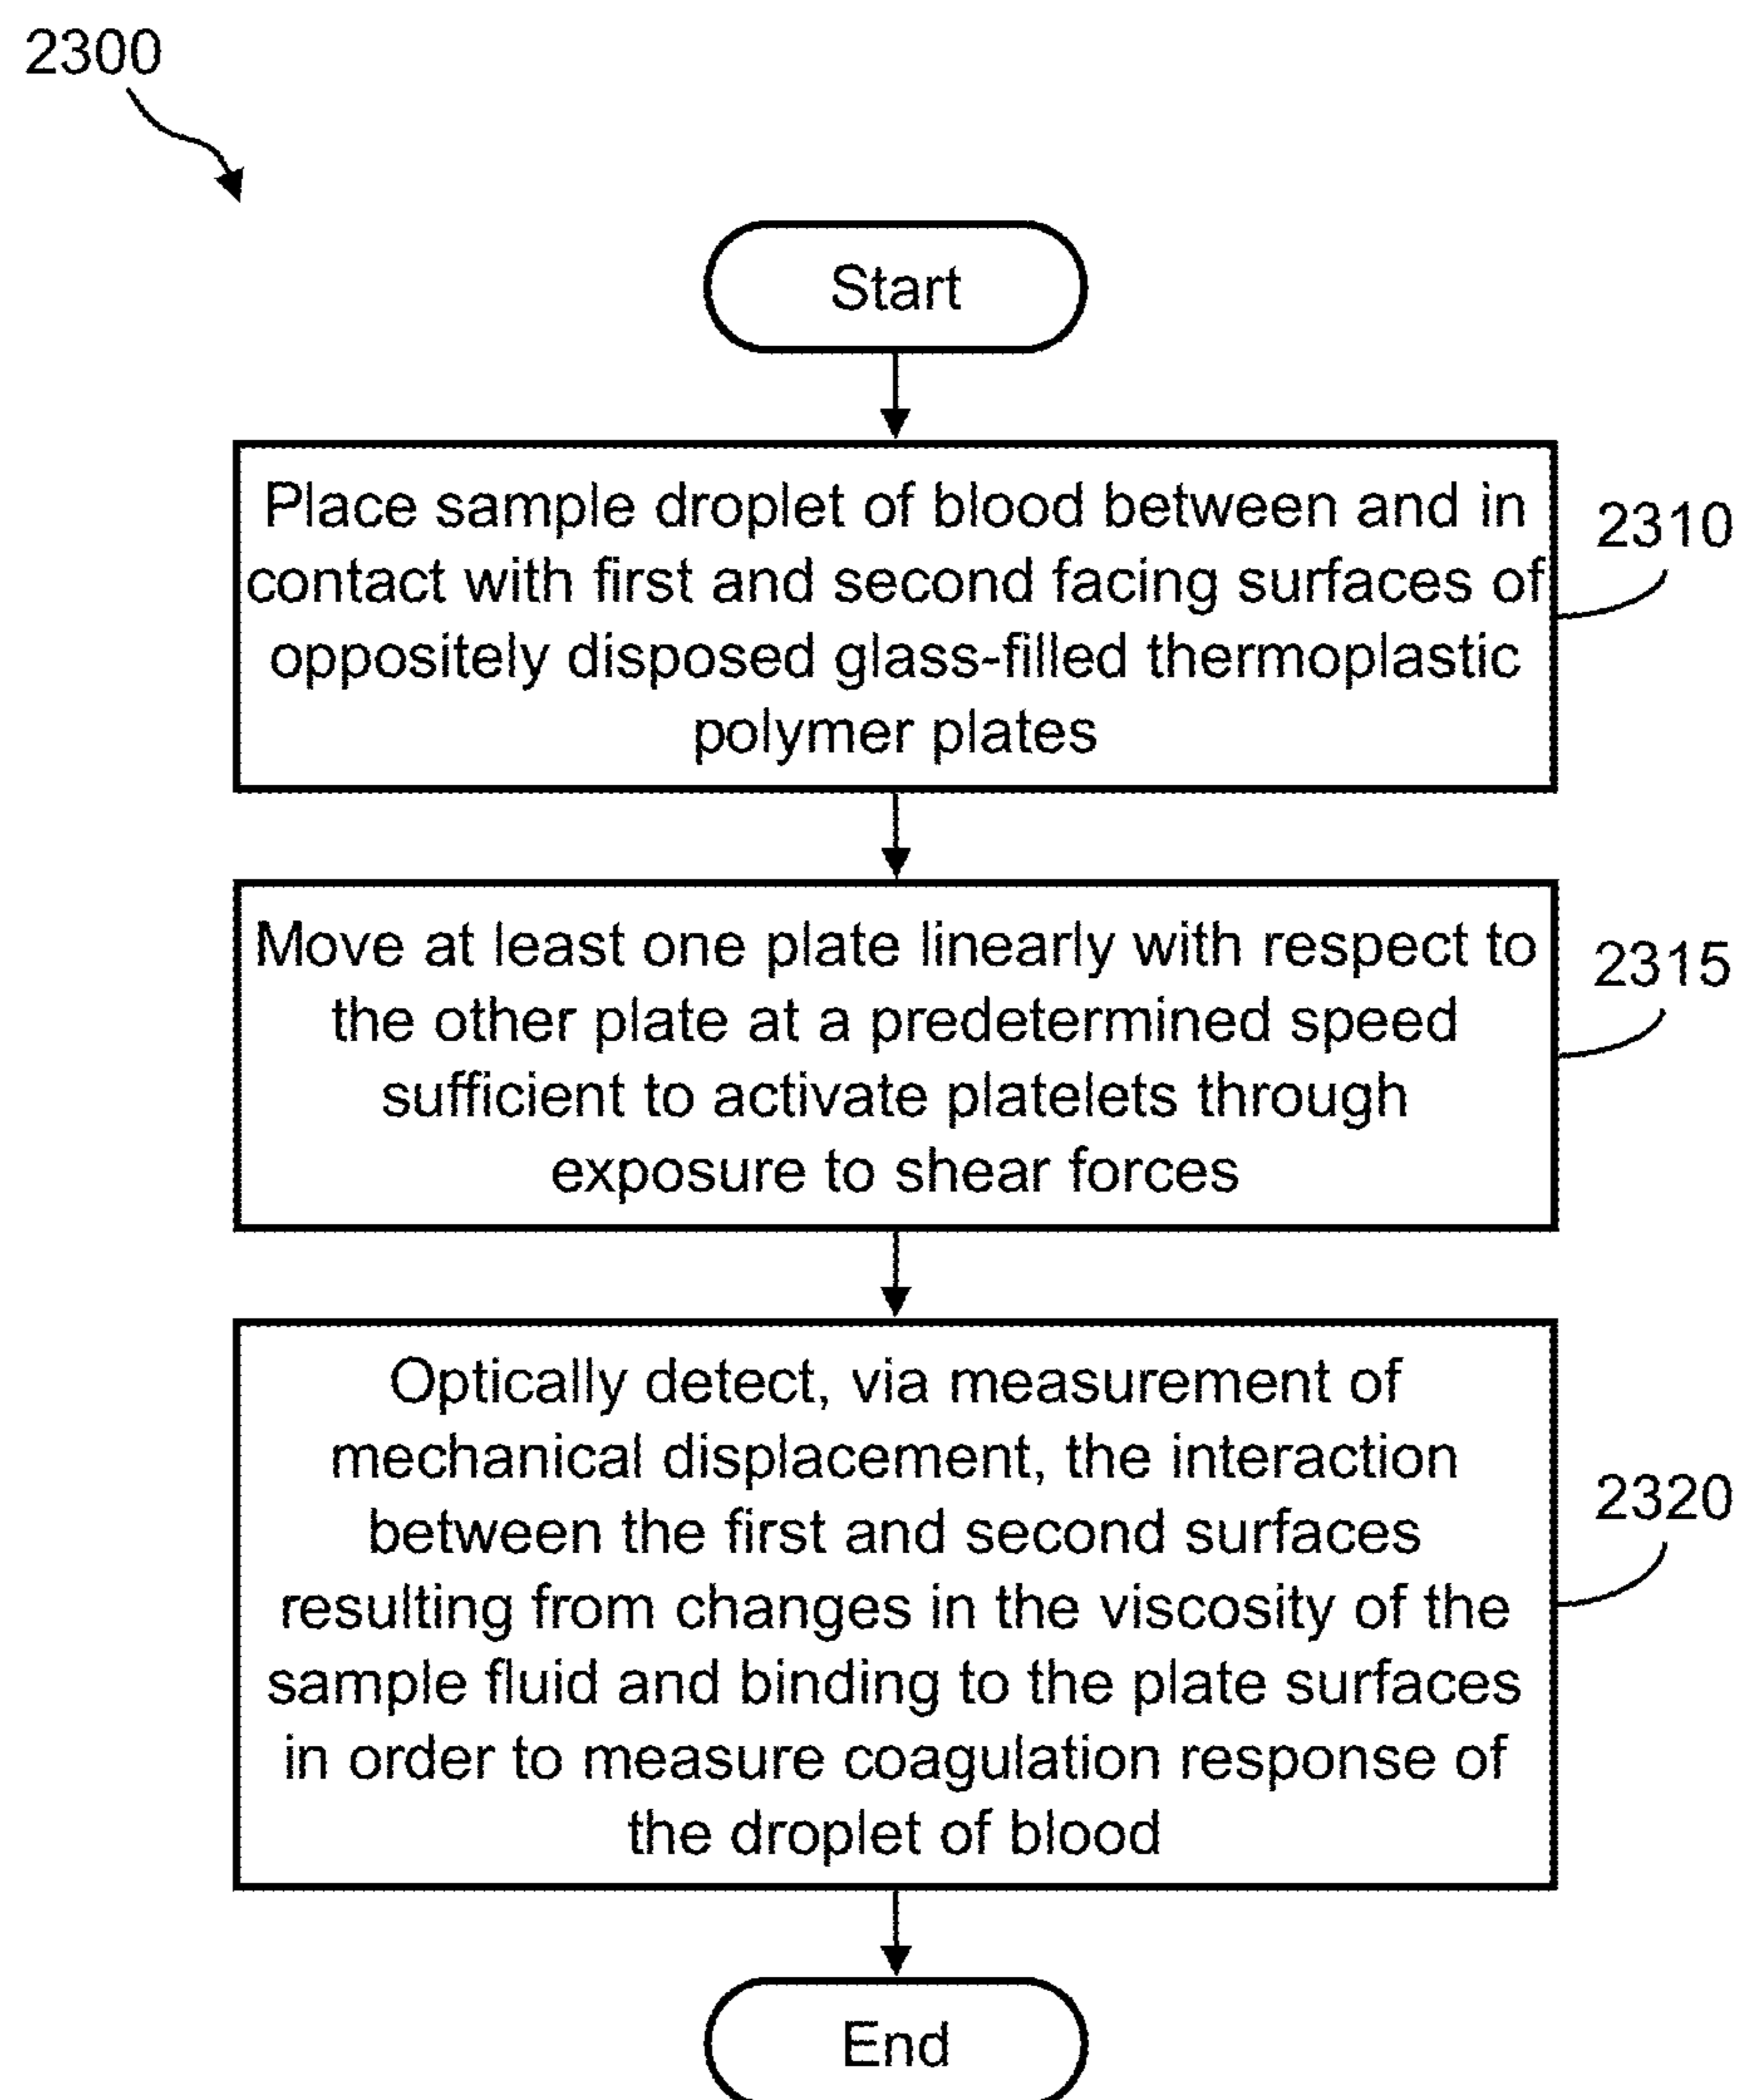 2300
Start
Place sample droplet of blood between and in
contact with first and second facing surfaces of
oppositely disposed glass-filled thermoplastic
polymer plates
2310
Move at least one plate linearly with respect to
the other plate at a predetermined speed
sufficient to activate platelets through
exposure to shear forces
2315
Optically detect, via measurement of
mechanical displacement, the interaction
between the first and second surfaces
resulting from changes in the viscosity of the
sample fluid and binding to the plate surfaces
in order to measure coagulation response of
the droplet of blood
2320
End